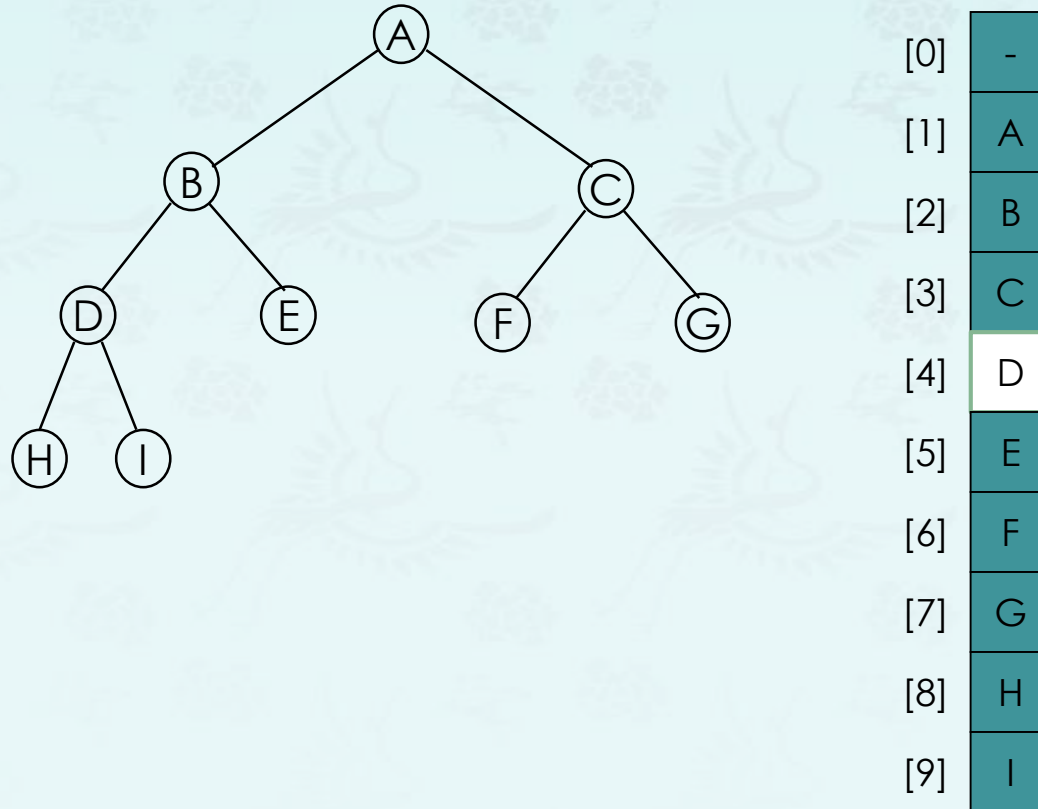 A
B
C
D
E
F
G
H
I
[0] -
[1] A
[2] B
[3] C
[4] D
[5] E
[6] F
[7] G
[8] H
[9] I